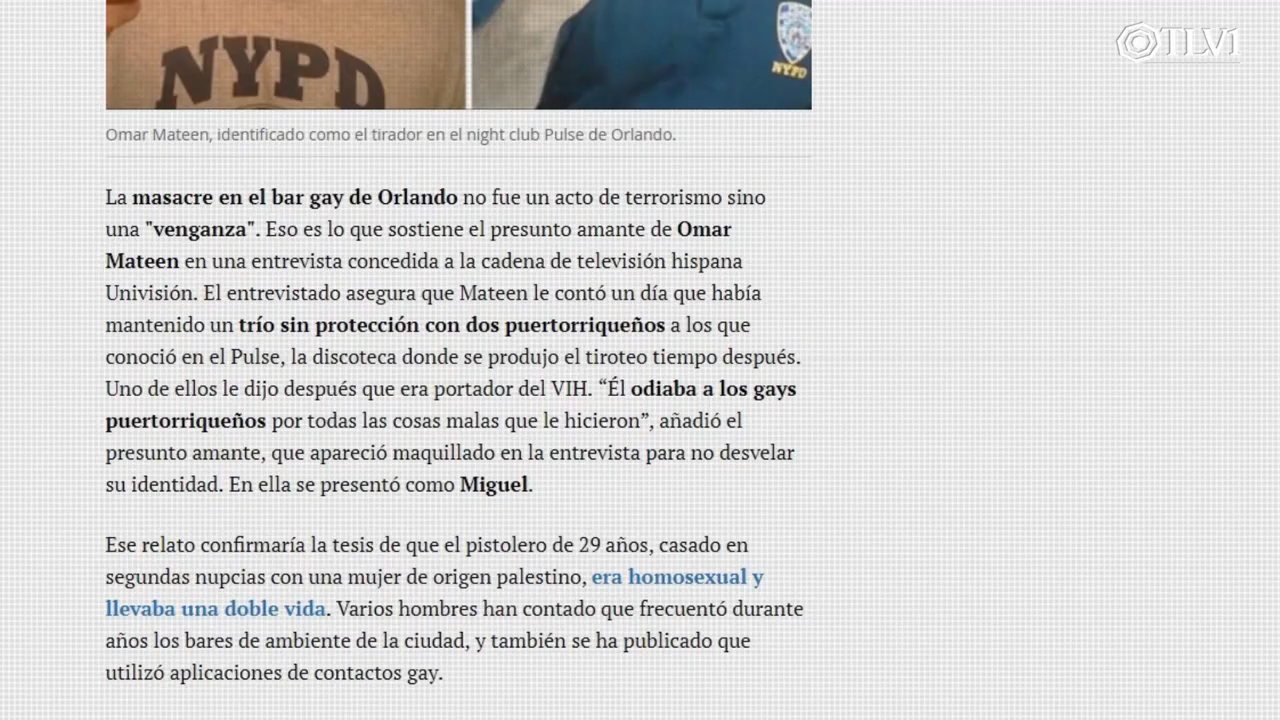 TLV1
NYPD
NYPD
Omar Mateen, identificado como el tirador en el night club Pulse de Orlando.
La masacre en el bar gay de Orlando no fue un acto de terrorismo sino
una "venganza". Eso es lo que sostiene el presunto amante de Omar
Mateen en una entrevista concedida a la cadena de televisión hispana
Univisión. El entrevistado asegura que Mateen le contó un día que había
mantenido un trío sin protección con dos puertorriqueños a los que
conoció en el Pulse, la discoteca donde se produjo el tiroteo tiempo después.
Uno de ellos le dijo después que era portador del VIH. “Él odiaba a los gays
puertorriqueños por todas las cosas malas que le hicieron”, añadió el
presunto amante, que apareció maquillado en la entrevista para no desvelar
su identidad. En ella se presentó como Miguel.
Ese relato confirmaría la tesis de que el pistolero de 29 años, casado en
segundas nupcias con una mujer de origen palestino, era homosexual y
llevaba una doble vida. Varios hombres han contado que frecuentó durante
años los bares de ambiente de la ciudad, y también se ha publicado que
utilizó aplicaciones de contactos gay.